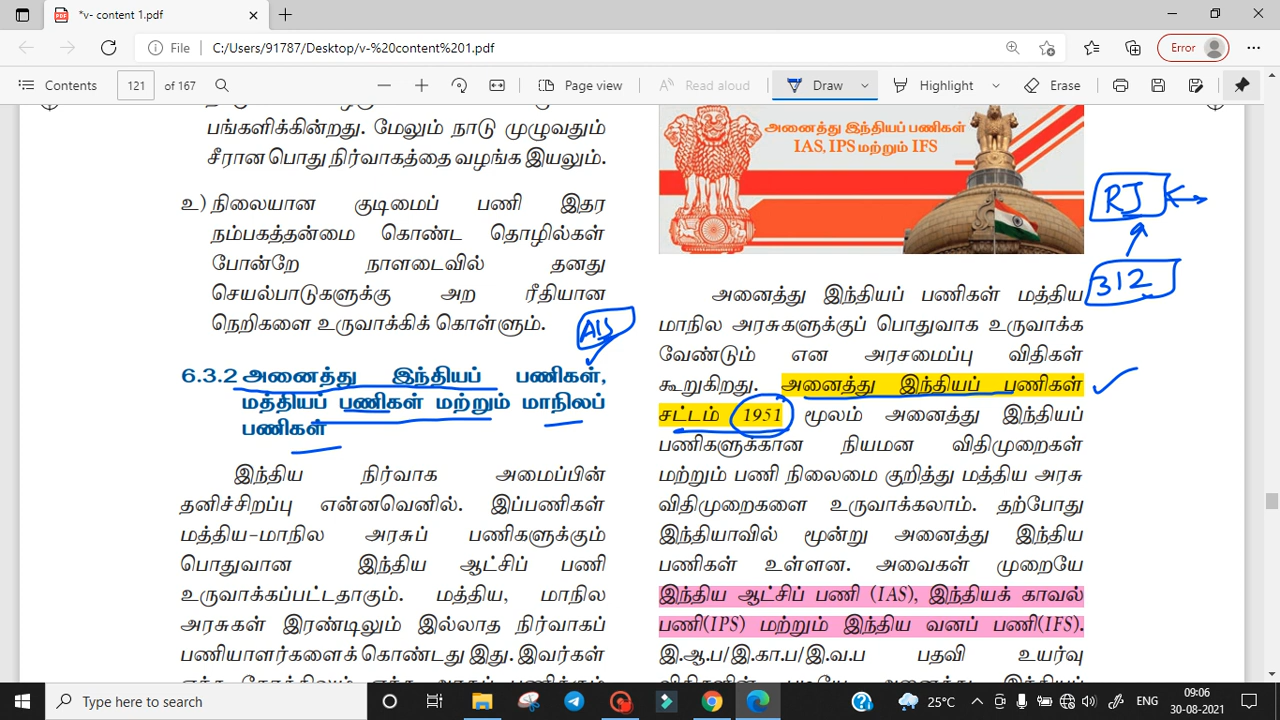 *v- content 1.pdf
File
C:/Users/91787/Desktop/v-%20content%201.pdf
Error
Contents
121 of 167
Page view
Read aloud
Draw
Highlight
Erase
பங்களிக்கின்றது. மேலும் நாடு முழுவதும்
சீரான பொது நிர்வாகத்தை வழங்க இயலும்.
உ) நிலையான குடிமைப் பணி இதர
நம்பகத்தன்மை கொண்ட தொழில்கள்
போன்றே நாளடைவில் தனது
செயல்பாடுகளுக்கு அற ரீதியான
நெறிகளை உருவாக்கிக் கொள்ளும்.
AIS
6.3.2 அனைத்து இந்தியப் பணிகள்,
மத்தியப் பணிகள் மற்றும் மாநிலப்
பணிகள்
இந்திய நிர்வாக அமைப்பின்
தனிச்சிறப்பு என்னவெனில். இப்பணிகள்
மத்திய-மாநில அரசுப் பணிகளுக்கும்
பொதுவான இந்திய ஆட்சிப் பணி
உருவாக்கப்பட்டதாகும். மத்திய, மாநில
அரசுகள் இரண்டிலும் இல்லாத நிர்வாகப்
பணியாளர்களைக் கொண்டது இது. இவர்கள்
அனைத்து இந்தியப் பணிகள்
IAS, IPS மற்றும் IFS
RJ
312
அனைத்து இந்தியப் பணிகள் மத்திய
மாநில அரசுகளுக்குப் பொதுவாக உருவாக்க
வேண்டும் என அரசமைப்பு விதிகள்
கூறுகிறது. அனைத்து இந்தியப் பணிகள்
சட்டம் 1951 மூலம் அனைத்து இந்தியப்
பணிகளுக்கான நியமன விதிமுறைகள்
மற்றும் பணி நிலைமை குறித்து மத்திய அரசு
விதிமுறைகளை உருவாக்கலாம். தற்போது
இந்தியாவில் மூன்று அனைத்து இந்திய
பணிகள் உள்ளன. அவைகள் முறையே
இந்திய ஆட்சிப் பணி (IAS), இந்தியக் காவல்
பணி(IPS) மற்றும் இந்திய வனப் பணி(IFS).
இ.ஆ.ப/இ.கா.ப/இ.வ.ப பதவி உயர்வு
Type here to search
25°C
ENG
09:06
30-08-2021